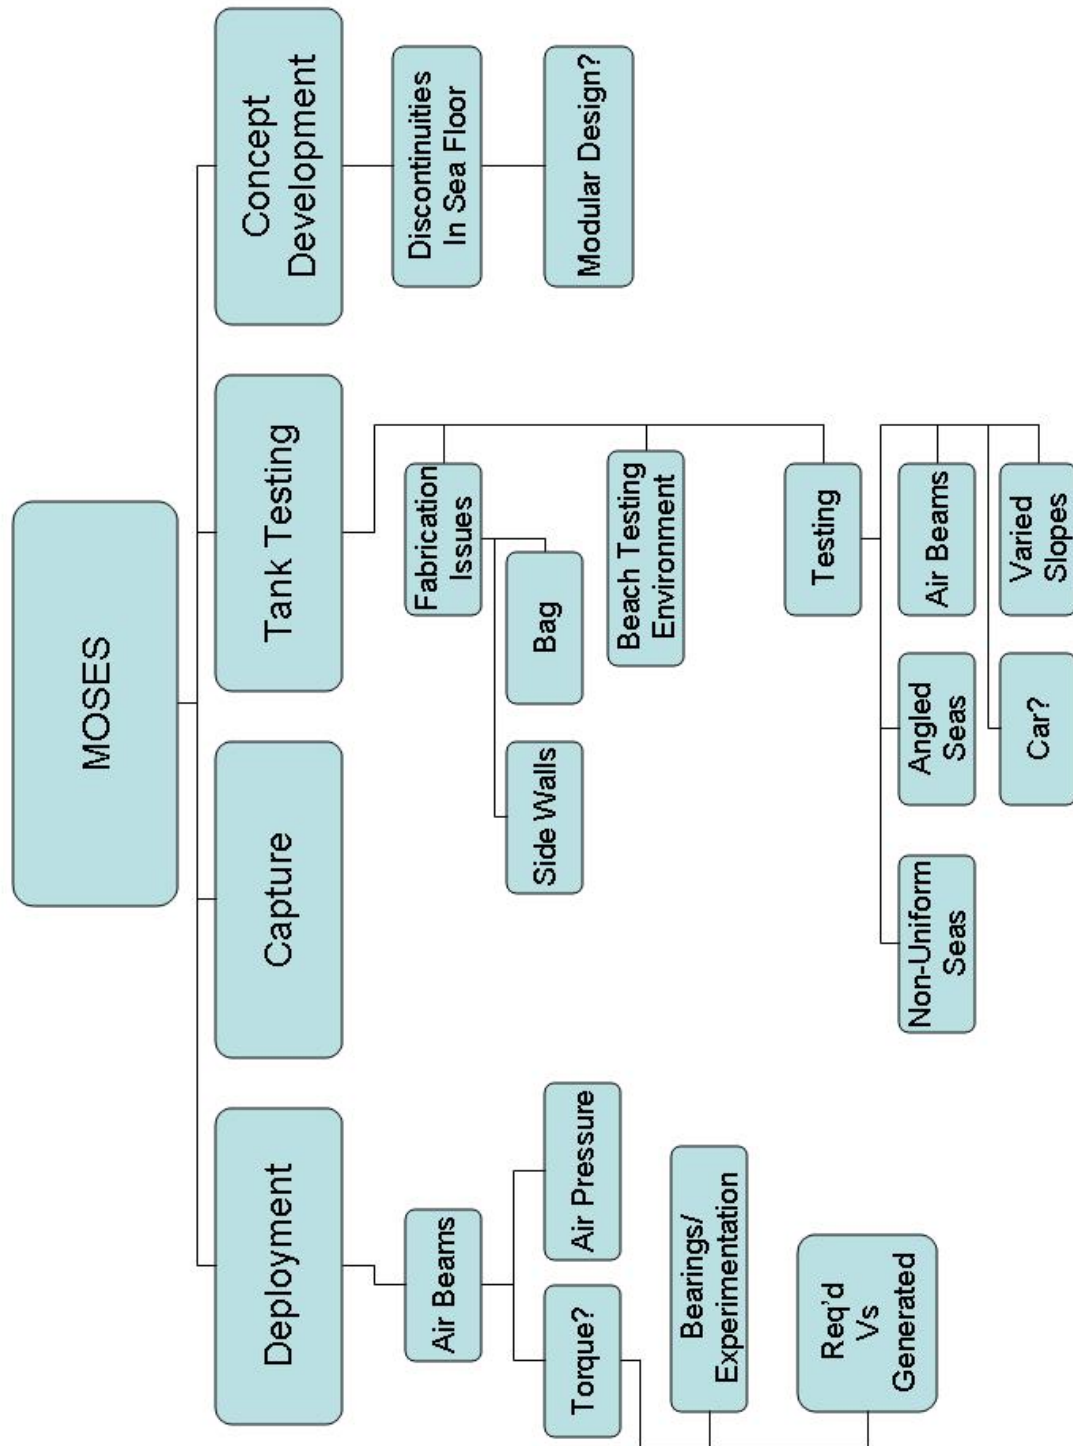 MOSES
Deployment
Capture
Tank Testing
Concept
Development
Air Beams
Torque?
Air Pressure
Bearings/
Experimentation
Req'd
Vs
Generated
Fabrication
Issues
Side Walls
Bag
Beach Testing
Environment
Testing
Non-Uniform
Seas
Angled
Seas
Air Beams
Car?
Varied
Slopes
Discontinuities
In Sea Floor
Modular Design?